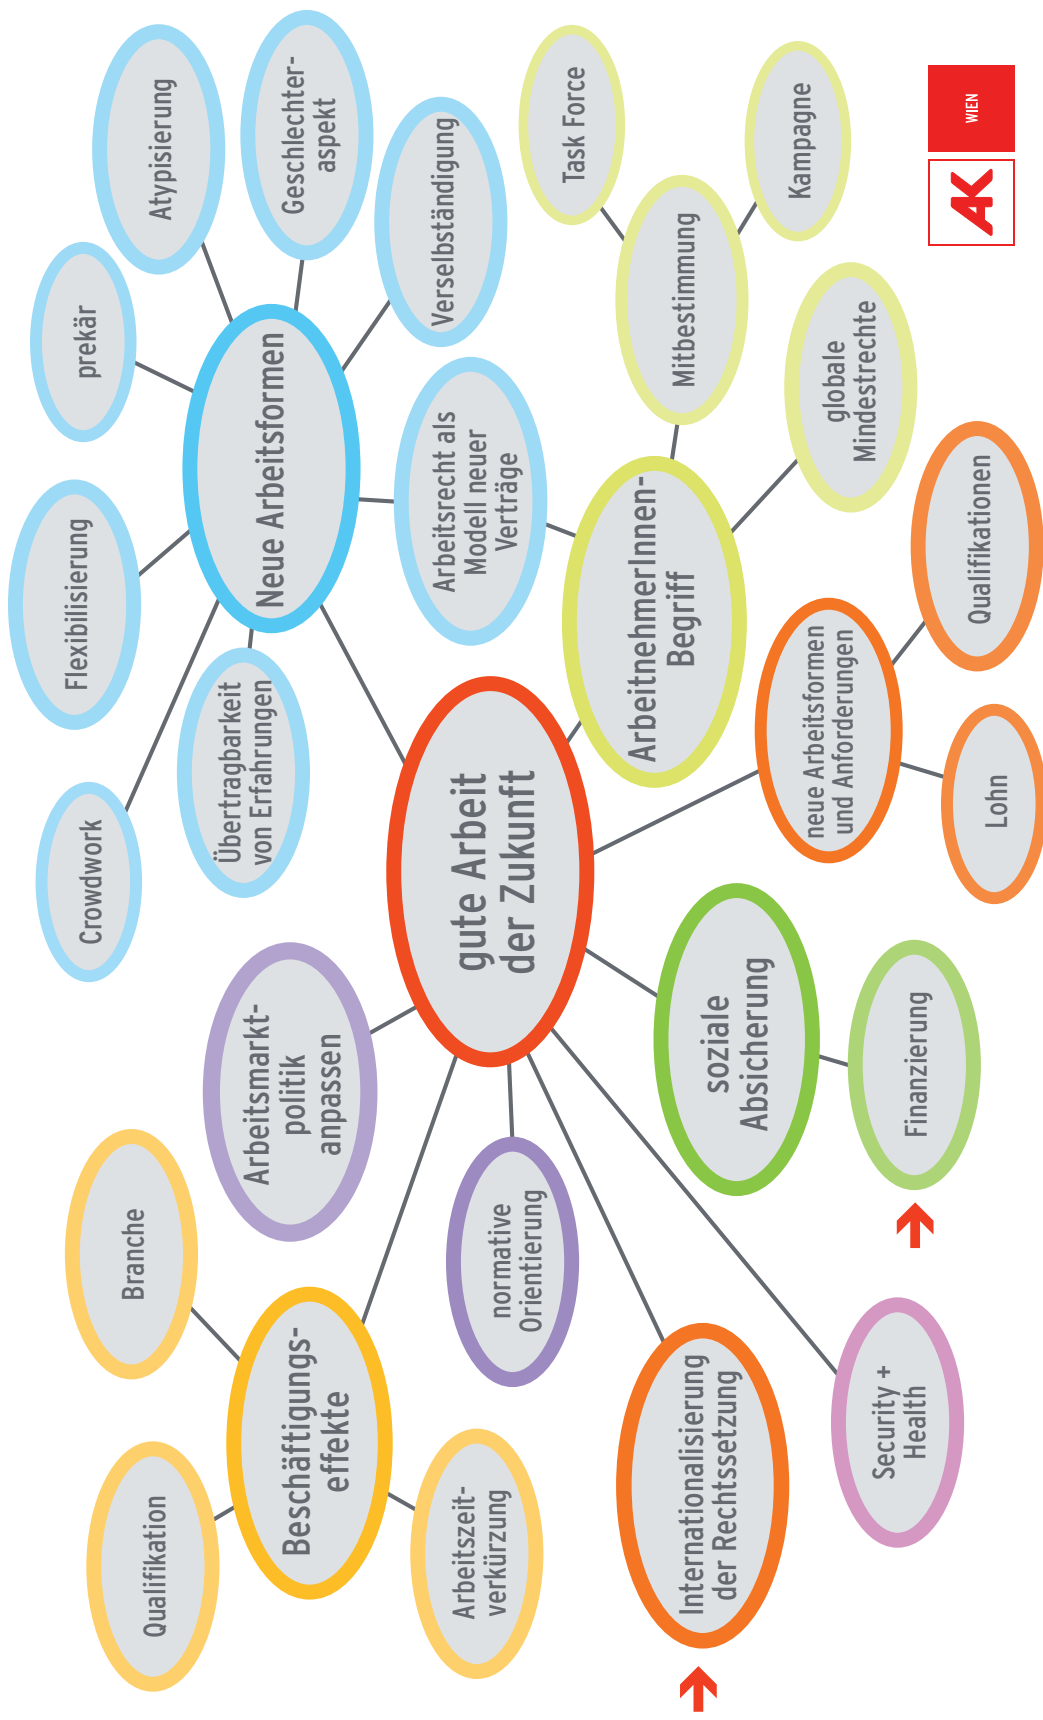 Qualifikation
Branche
Crowdwork
Flexibilisierung
prekär
Atypisierung
Geschlechter-
aspekt
Beschäftigungs-
effekte
Arbeitsmarkt-
politik
anpassen
Übertragbarkeit
von Erfahrungen
Neue Arbeitsformen
Verselbständigung
Arbeitszeit-
verkürzung
normative
Orientierung
gute Arbeit
der Zukunft
Arbeitsrecht als
Modell neuer
Verträge
Task Force
Internationalisierung
der Rechtssetzung
soziale
Absicherung
ArbeitnehmerInnen-
Begriff
Mitbestimmung
Kampagne
Security +
Health
Finanzierung
neue Arbeitsformen
und Anforderungen
globale
Mindestrechte
Lohn
Qualifikationen
AK
WIEN